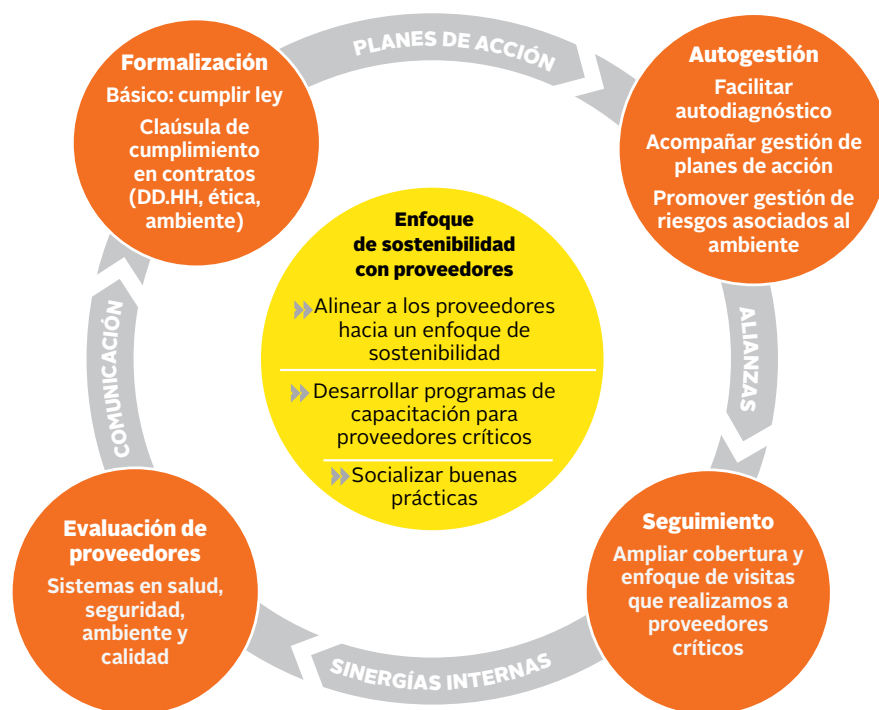 PLANES DE ACCIÓN
Formalización
Básico: cumplir ley
Claúsula de
cumplimiento
en contratos
(DD.HH, ética,
ambiente)
Autogestión
Facilitar
autodiagnóstico
Acompañar gestión de
planes de acción
Promover gestión de
riesgos asociados al
ambiente
Enfoque
de sostenibilidad
con proveedores
Alinear a los proveedores
hacia un enfoque de
sostenibilidad
Desarrollar programas de
capacitación para
proveedores críticos
Socializar buenas
prácticas
ALIANZAS
Seguimiento
Ampliar cobertura y
enfoque de visitas
que realizamos a
proveedores
críticos
SINERGÍAS INTERNAS
Evaluación de
proveedores
Sistemas en salud,
seguridad,
ambiente y
calidad
COMUNICACIÓN